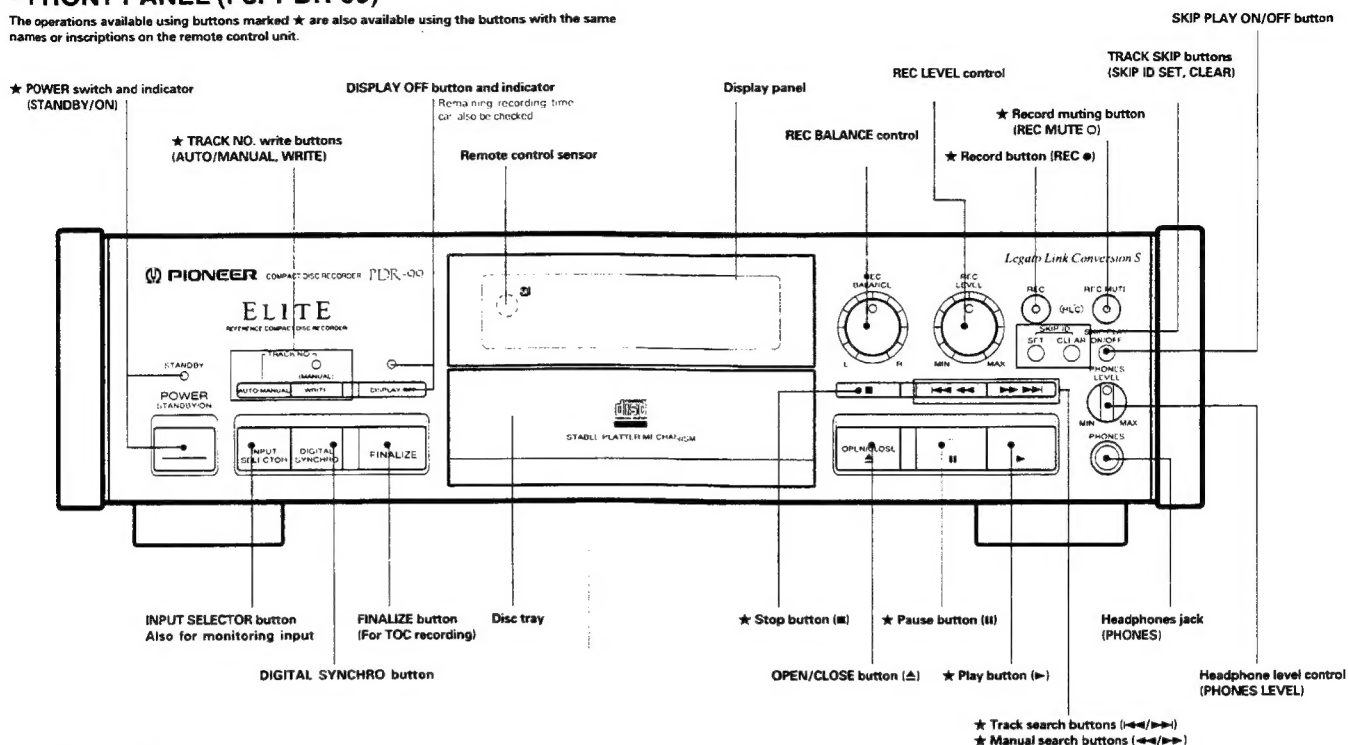 FRONT PANEL (For PDR-99)
The operations available using buttons marked ★ are also available using the buttons with the same
names or inscriptions on the remote control unit.
SKIP PLAY ON/OFF button
TRACK SKIP buttons
(SKIP ID SET, CLEAR)
REC LEVEL control
★ POWER switch and indicator
(STANDBY/ON)
DISPLAY OFF button and indicator
Remaining recording time
can also be checked
Display panel
★ Record muting button
(REC MUTE ○)
★ TRACK NO. write buttons
(AUTO/MANUAL, WRITE)
REC BALANCE control
Remote control sensor
★ Record button (REC ●)
PIONEER COMPACT DISC RECORDER PDR-99
Legato Link Conversion S
ELITE
REFERENCE COMPACT DISC RECORDER
REC
BALANCE
L R
REC
LEVEL
MIN MAX
REC
REC MUTE
SKIP ID
SET CLEAR
SKIP PLAY
ON/OFF
STANDBY
TRACK NO.
(MANUAL)
AUTO/MANUAL WRITE DISPLAY OFF
POWER
STANDBY/ON
■ ⏮ ◀◀ ▶▶ ⏭
PHONES
LEVEL
MIN MAX
INPUT
SELECTOR
DIGITAL
SYNCHRO
FINALIZE
COMPACT
disc
STABLE PLATTER MECHANISM
OPEN/CLOSE
≜ II ►
PHONES
INPUT SELECTOR button
Also for monitoring input
FINALIZE button
(For TOC recording)
Disc tray
★ Stop button (■)
★ Pause button (II)
Headphones jack
(PHONES)
DIGITAL SYNCHRO button
OPEN/CLOSE button (≜)
★ Play button (►)
Headphone level control
(PHONES LEVEL)
★ Track search buttons (⏮/⏭)
★ Manual search buttons (◀◀/▶▶)